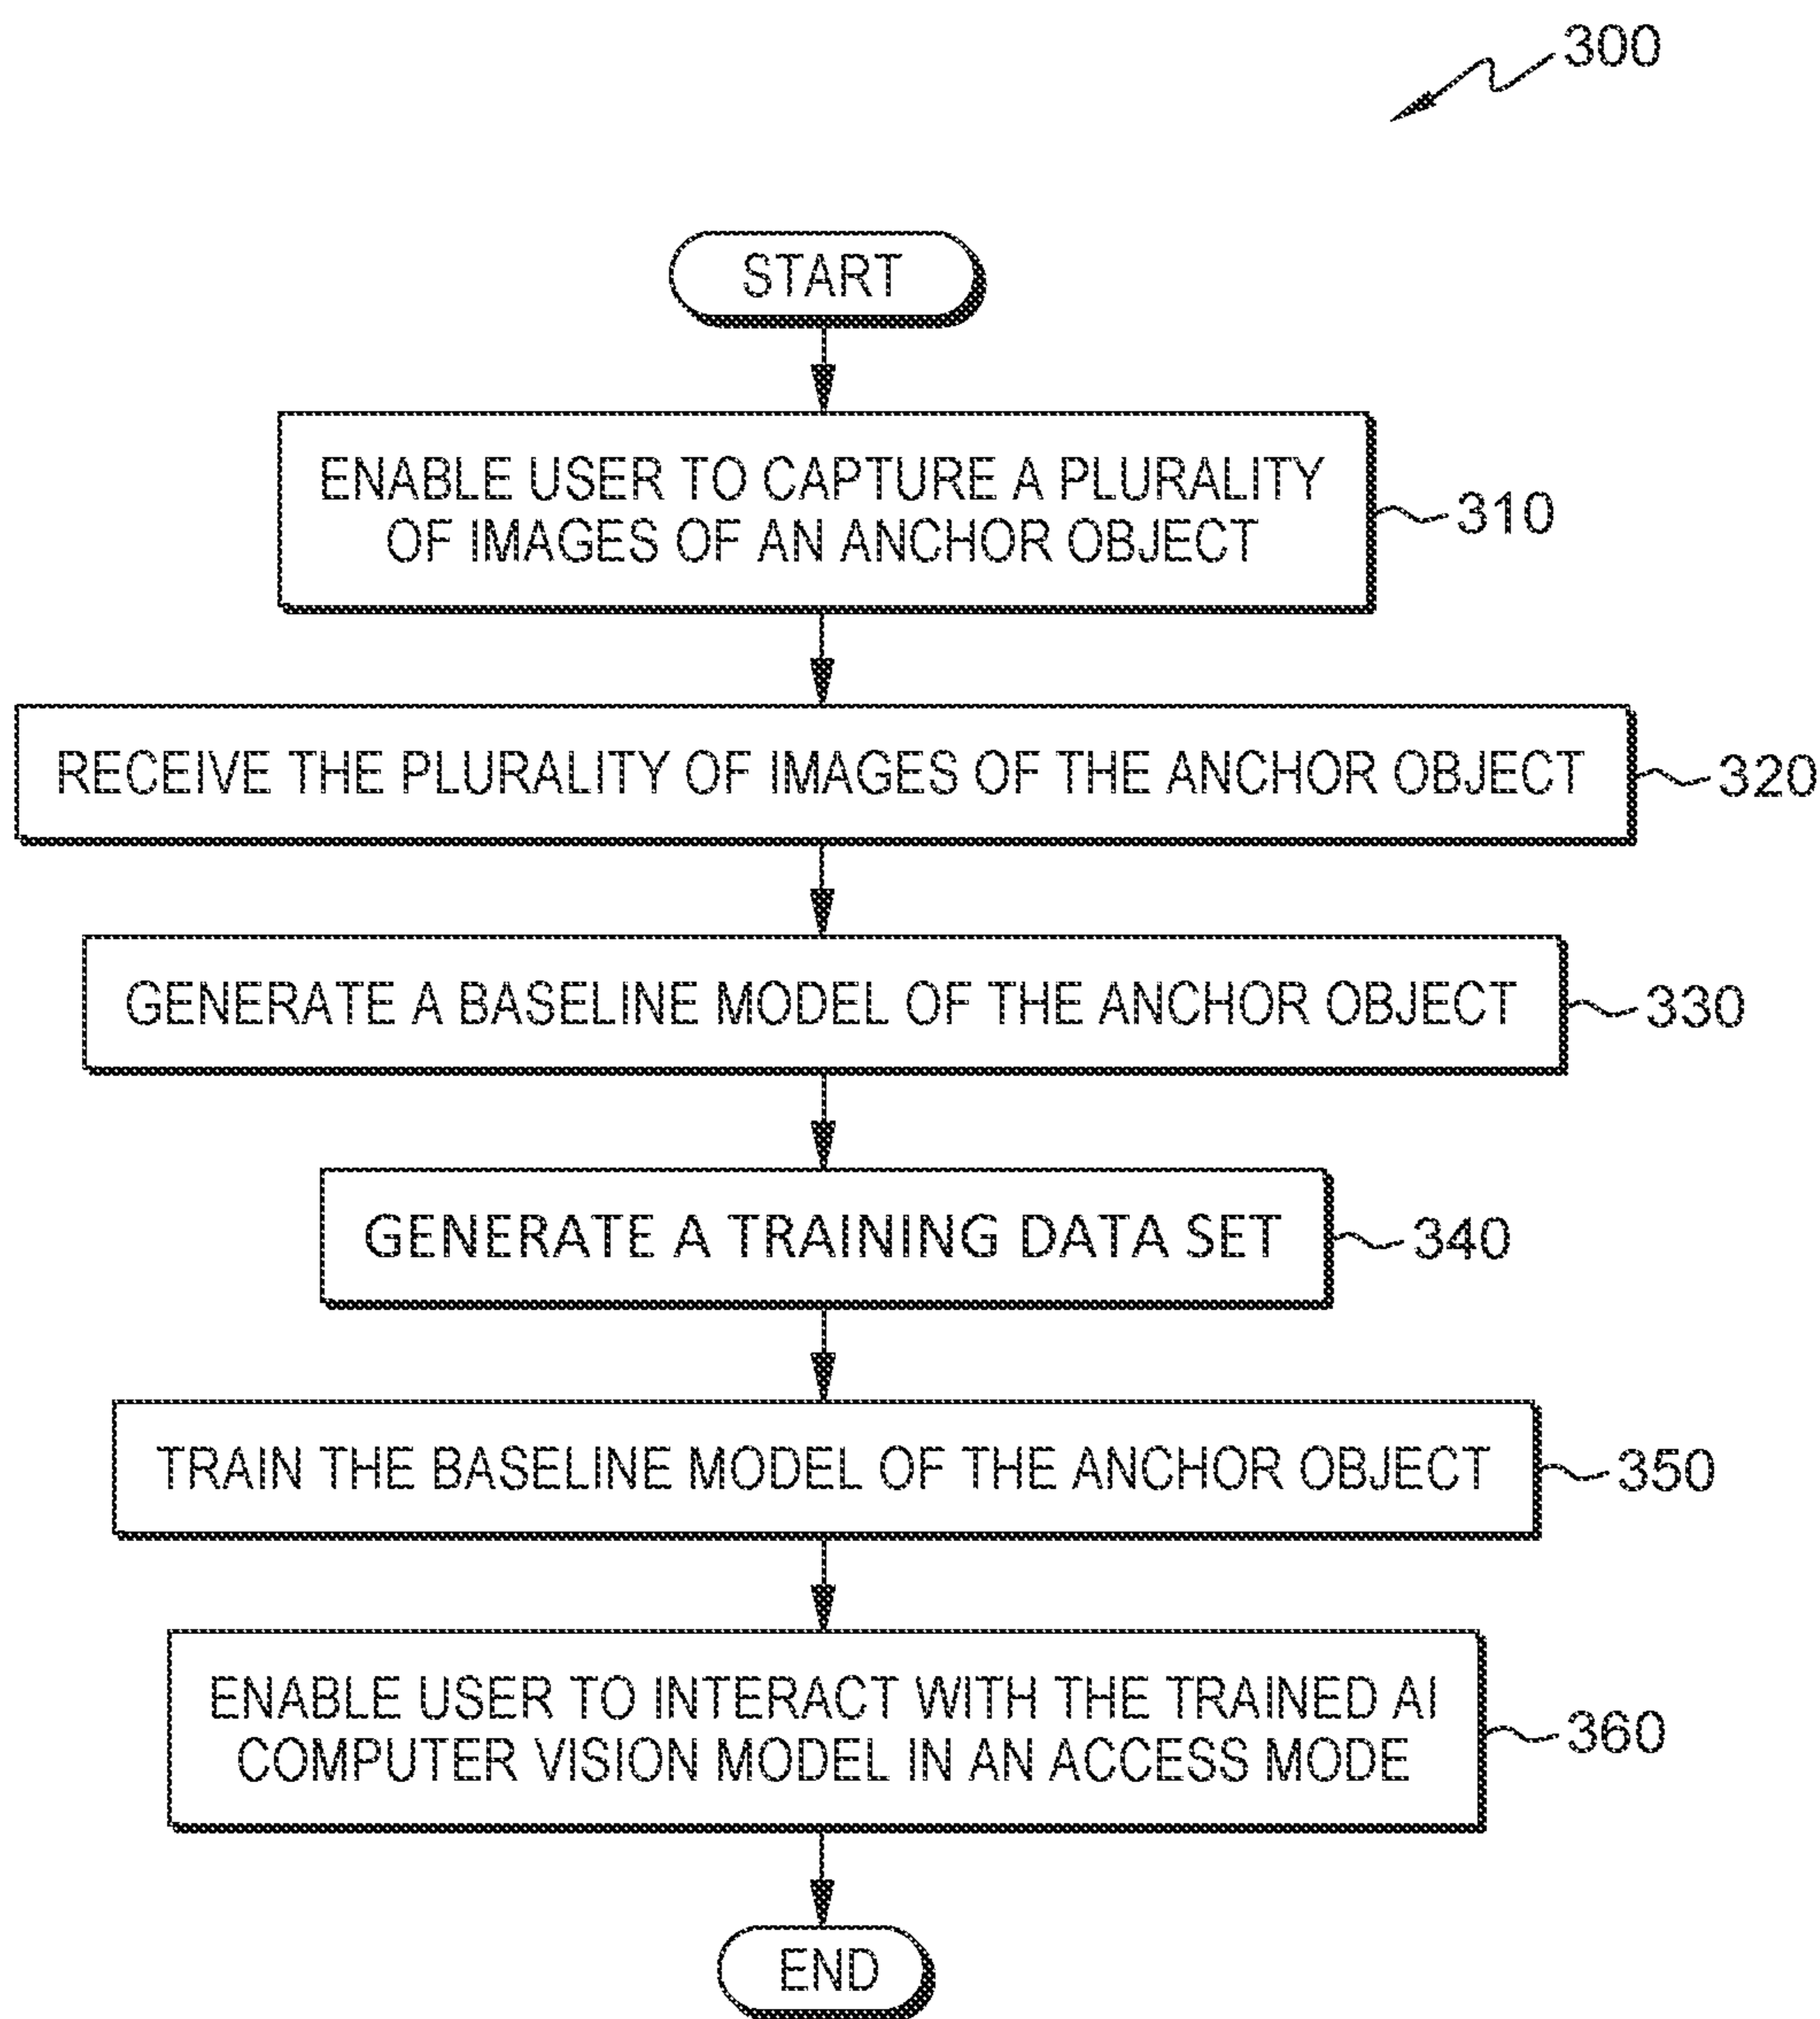 300
START
ENABLE USER TO CAPTURE A PLURALITY
OF IMAGES OF AN ANCHOR OBJECT
310
RECEIVE THE PLURALITY OF IMAGES OF THE ANCHOR OBJECT
320
GENERATE A BASELINE MODEL OF THE ANCHOR OBJECT
330
GENERATE A TRAINING DATA SET
340
TRAIN THE BASELINE MODEL OF THE ANCHOR OBJECT
350
ENABLE USER TO INTERACT WITH THE TRAINED AI
COMPUTER VISION MODEL IN AN ACCESS MODE
360
END